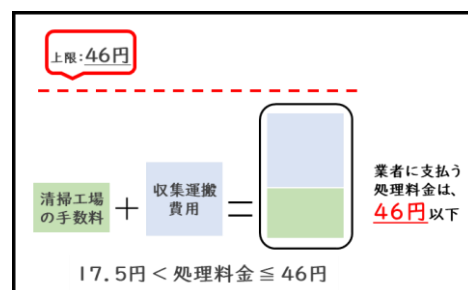 上限:46円
清掃工場
の手数料
+
収集運搬
費用
=
業者に支払う
処理料金は、
46円以下
17.5円<処理料金≦46円